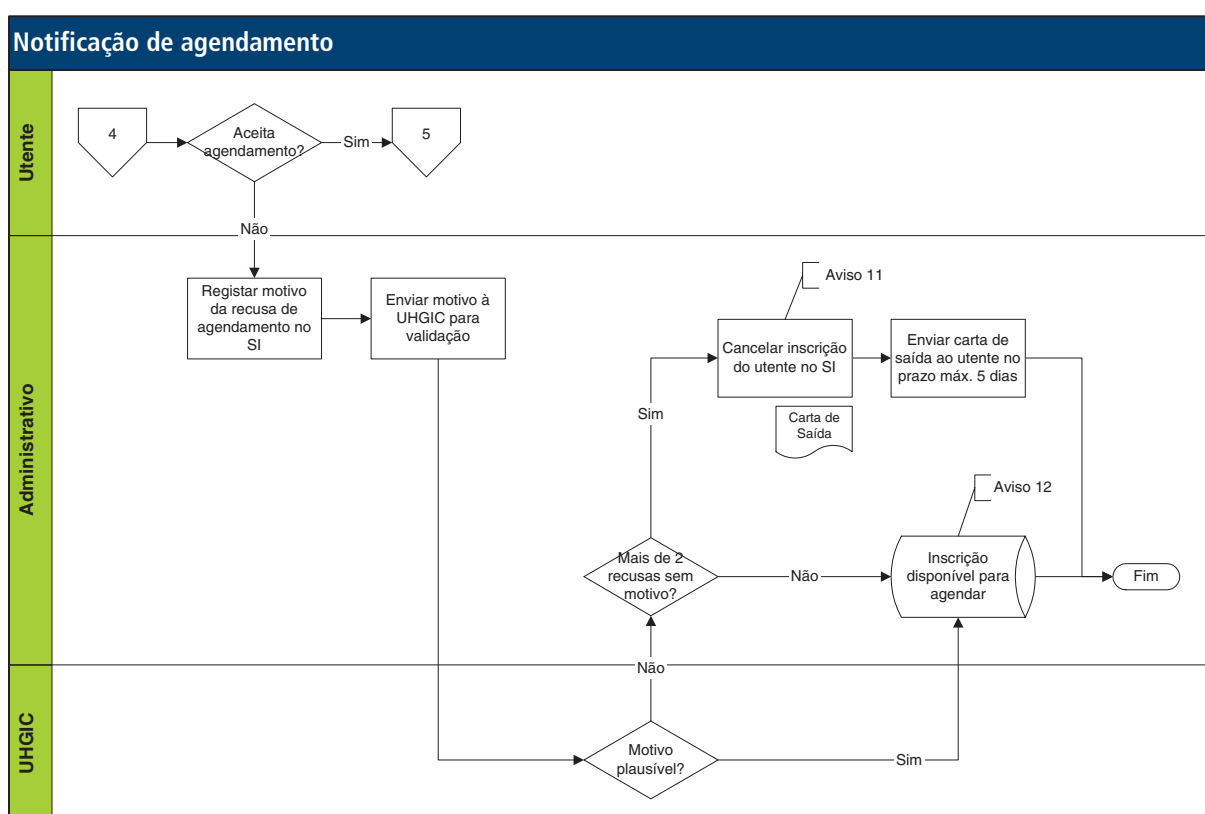 Notificação de agendamento
Utente
4
Aceita
agendamento?
Sim
5
Não
Administrativo
Registar motivo
da recusa de
agendamento no
SI
Enviar motivo à
UHGIC para
validação
Aviso 11
Cancelar inscrição
do utente no SI
Enviar carta de
saída ao utente no
prazo máx. 5 dias
Carta de
Saída
Sim
Aviso 12
Mais de 2
recusas sem
motivo?
Não
Inscrição
disponível para
agendar
Fim
Não
UHGIC
Motivo
plausível?
Sim